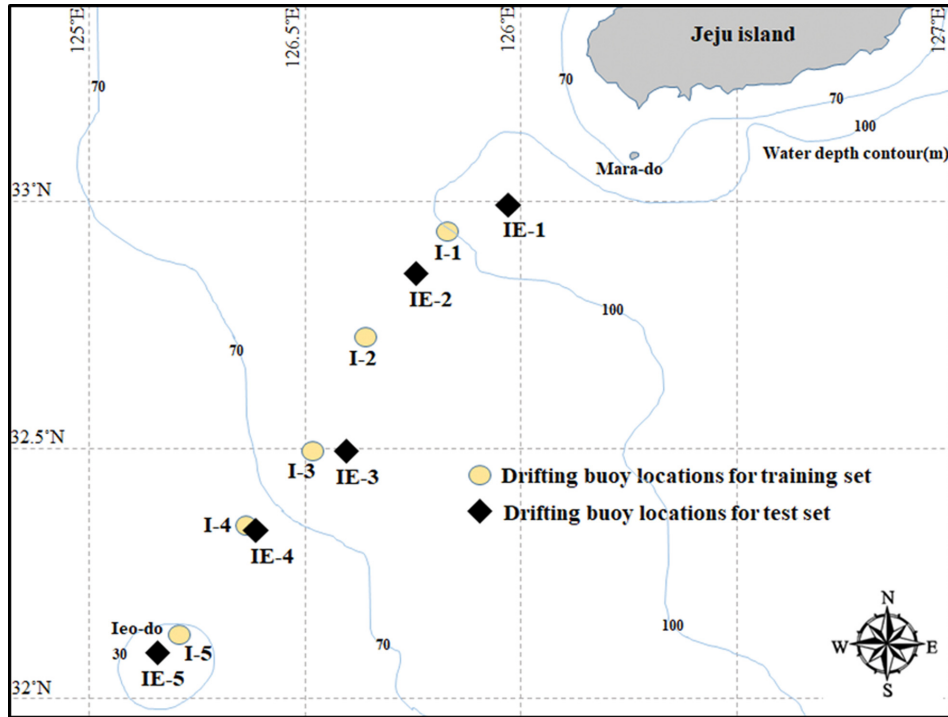 125°E
126.5°E
126°E
127°E
Jeju island
70
70
70
100
Water depth contour(m)
Mara-do
33°N
IE-1
I-1
IE-2
100
70
I-2
32.5°N
I-3
IE-3
Drifting buoy locations for training set
Drifting buoy locations for test set
I-4
IE-4
N
W
E
S
Ieo-do
100
70
30
I-5
IE-5
32°N